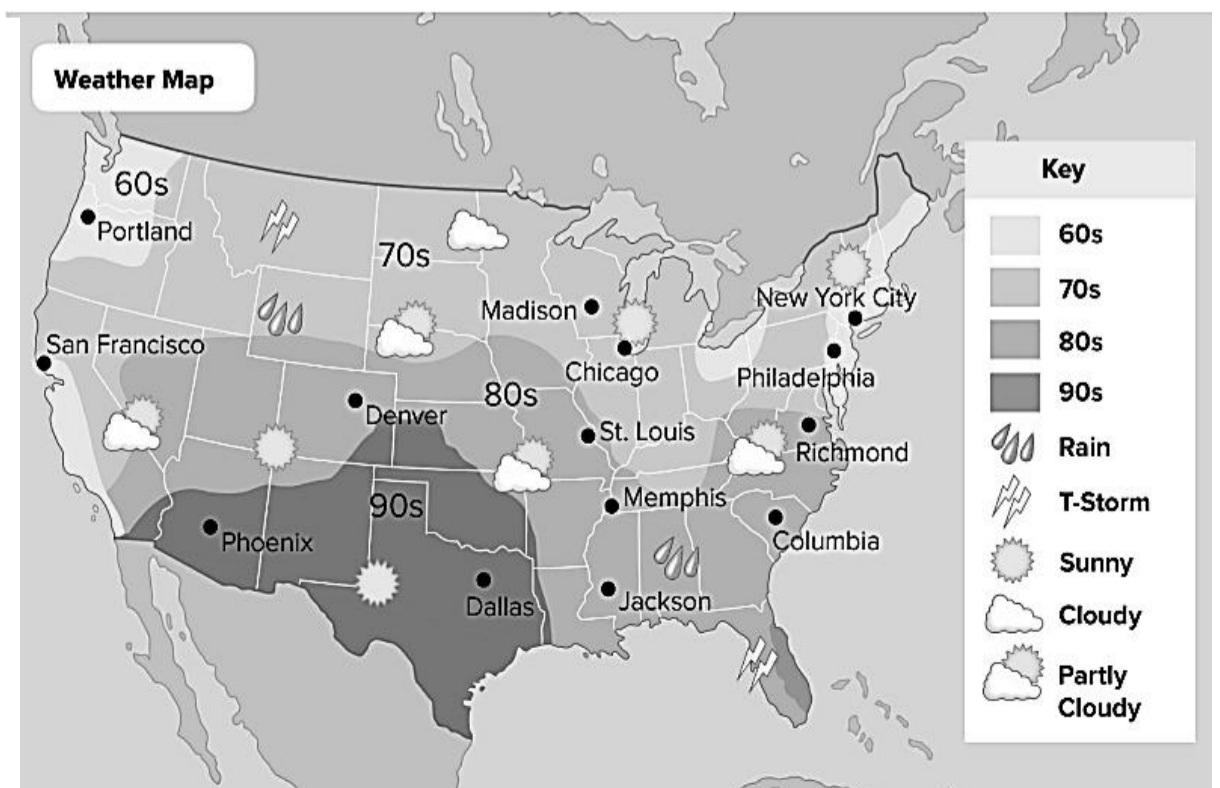 Weather Map
60s
Portland
70s
Madison
New York City
San Francisco
Chicago
Philadelphia
80s
Denver
St. Louis
Richmond
90s
Memphis
Phoenix
Columbia
Dallas
Jackson
Key
60s
70s
80s
90s
Rain
T-Storm
Sunny
Cloudy
Partly
Cloudy